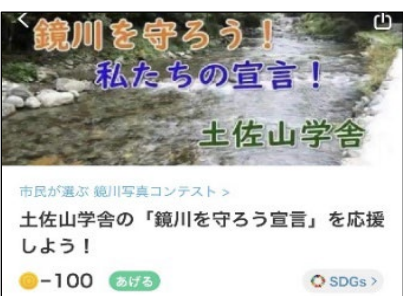 鏡川を守ろう！
私たちの宣言！
土佐山学舎
市民が選ぶ 鏡川写真コンテスト >
土佐山学舎の「鏡川を守ろう宣言」を応援
しよう！
-100 あげる SDGs >